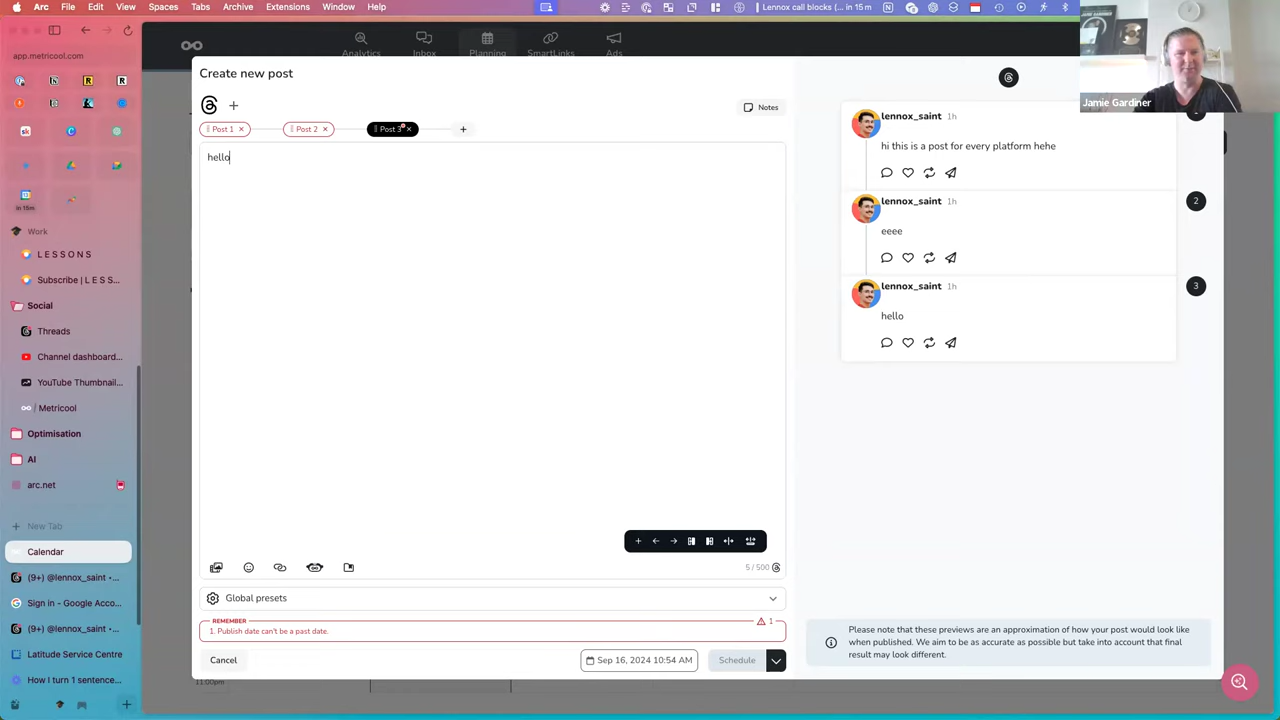 Arc File Edit View Spaces Tabs Archive Extensions Window Help
Lennox call blocks (... in 15 m)
app.metricool.com
in 15m
Work
L E S S O N S
Subscribe | L E S S...
Social
Threads
Channel dashboard...
YouTube Thumbnail...
/ Metricool
Optimisation
AI
arc.net
New Tab
Calendar
(9+) @lennox_saint •...
Sign in - Google Acco...
(9+) @lennox_saint •...
Latitude Service Centre
How I turn 1 sentence...
Analytics Inbox Planning SmartLinks Ads
Create new post
Notes
Post 1 Post 2 Post 3
hello
5 / 500
Global presets
REMEMBER
1
1. Publish date can't be a past date.
Cancel
Sep 16, 2024 10:54 AM
Schedule
11:00pm
lennox_saint 1h
hi this is a post for every platform hehe
lennox_saint 1h
2
eeee
lennox_saint 1h
3
hello
Please note that these previews are an approximation of how your post would look like
when published. We aim to be as accurate as possible but take into account that final
result may look different.
Jamie Gardiner